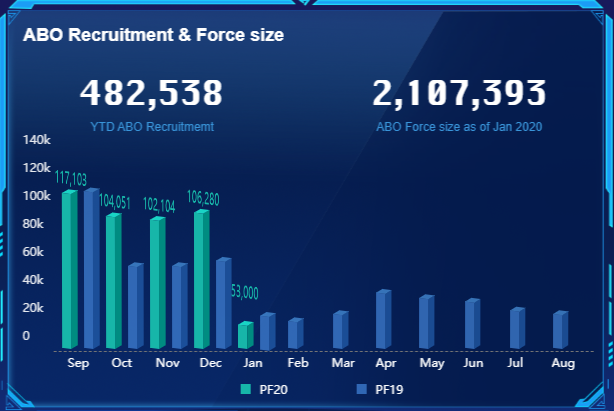 ABO Recruitment & Force size
482,538 2,107,393
YTD ABO Recruitmemt ABO Force size as of Jan 2020
140k
120k
100k
80k
60k
40k
20k
0
117,103
104,051
102,104
106,280
53,000
Sep Oct Nov Dec Jan Feb Mar Apr May Jun Jul Aug
PF20 PF19